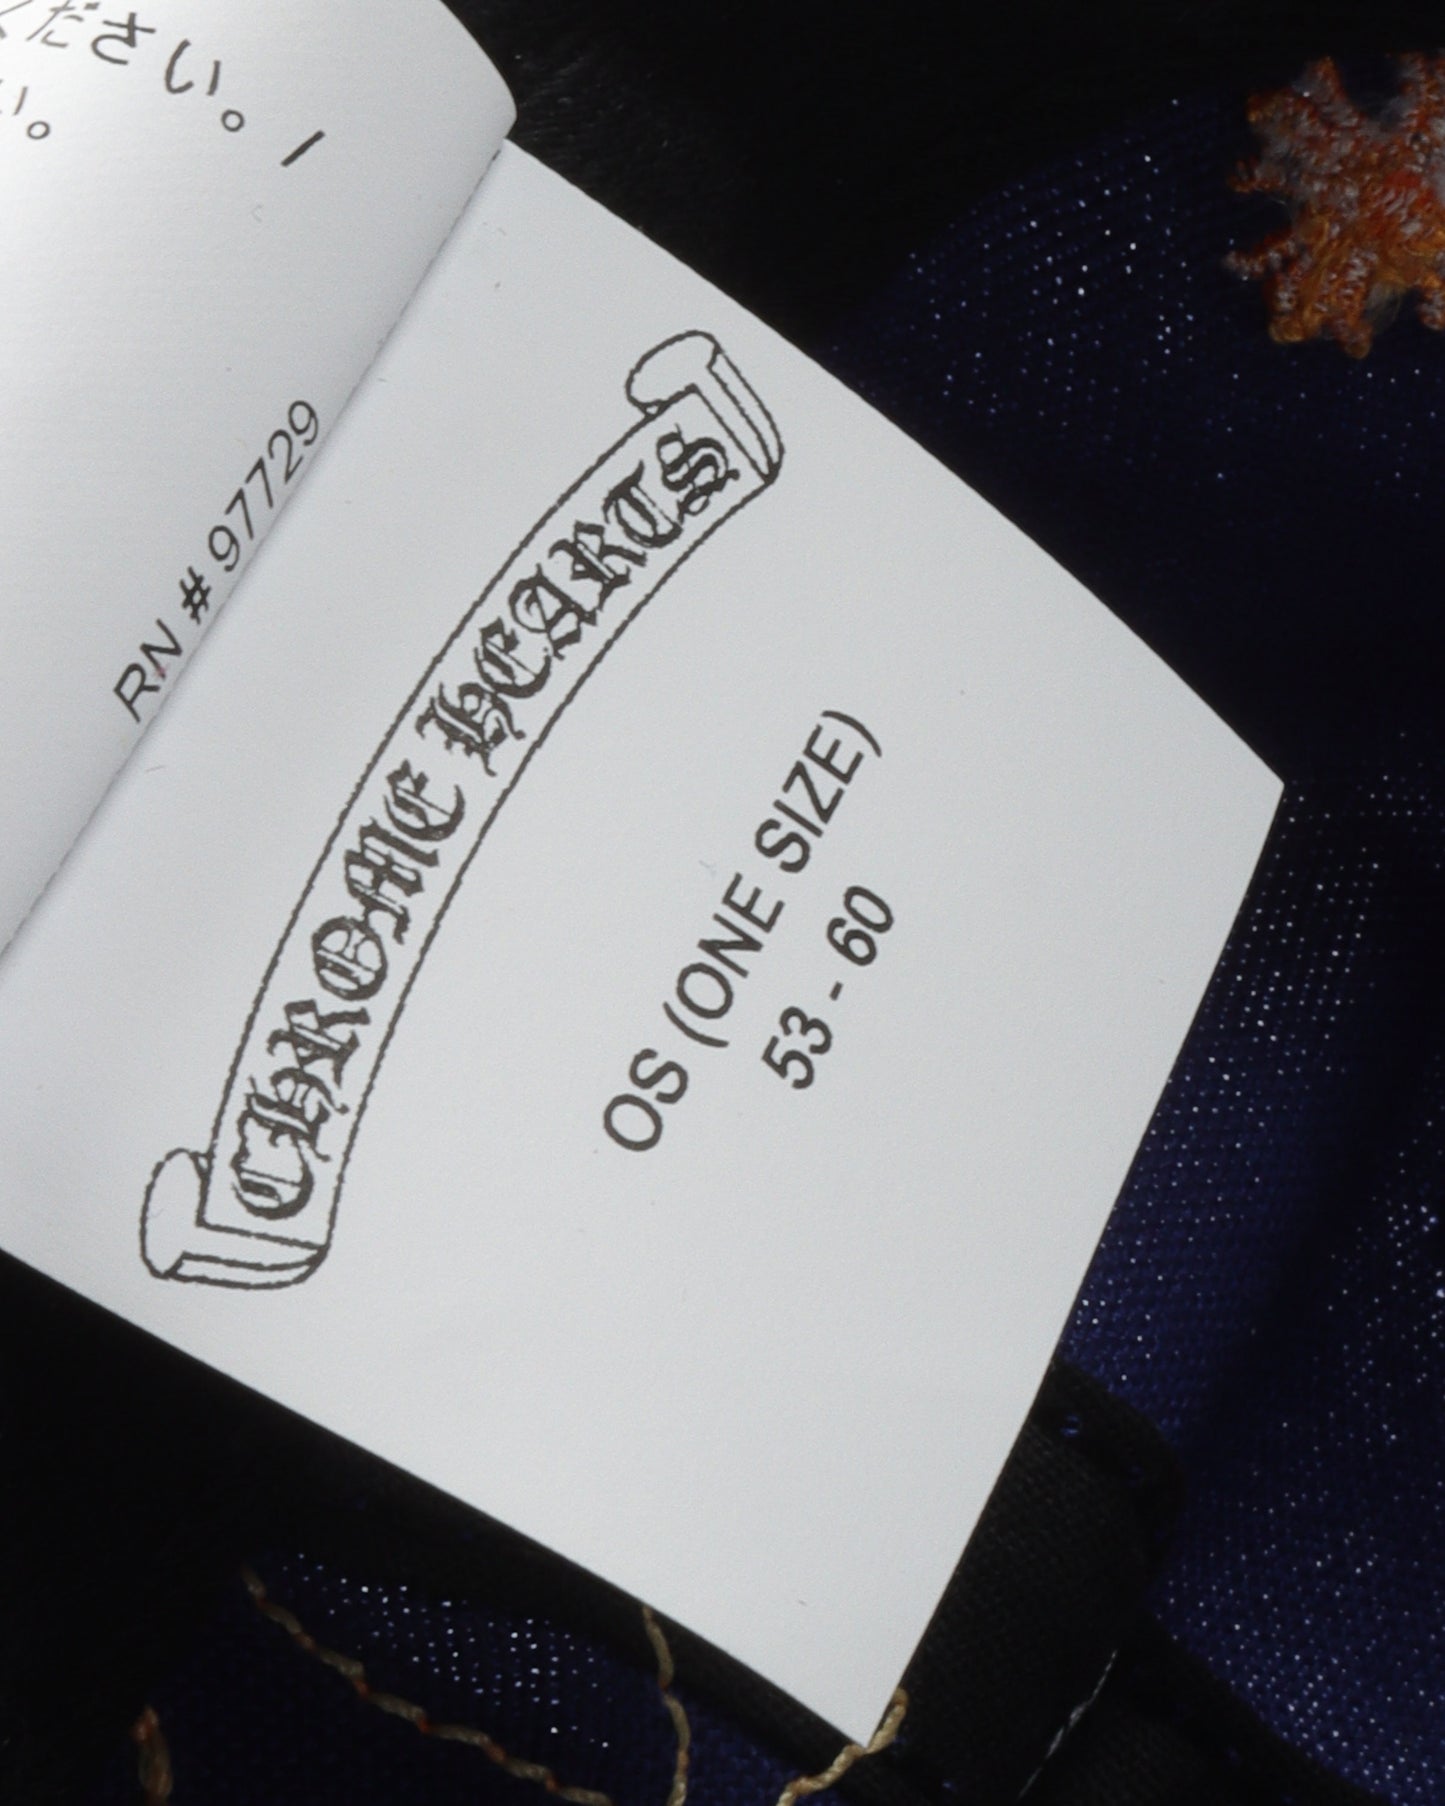 ください。/
い。
RN # 97729
CHROME HEARTS
OS (ONE SIZE)
53 - 60